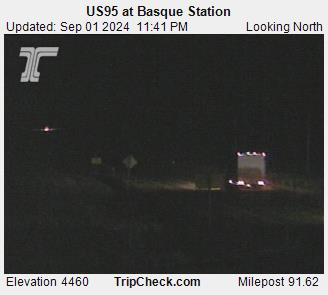 US95 at Basque Station
Updated: Sep 01 2024 11:41 PM Looking North
Elevation 4460 TripCheck.com Milepost 91.62